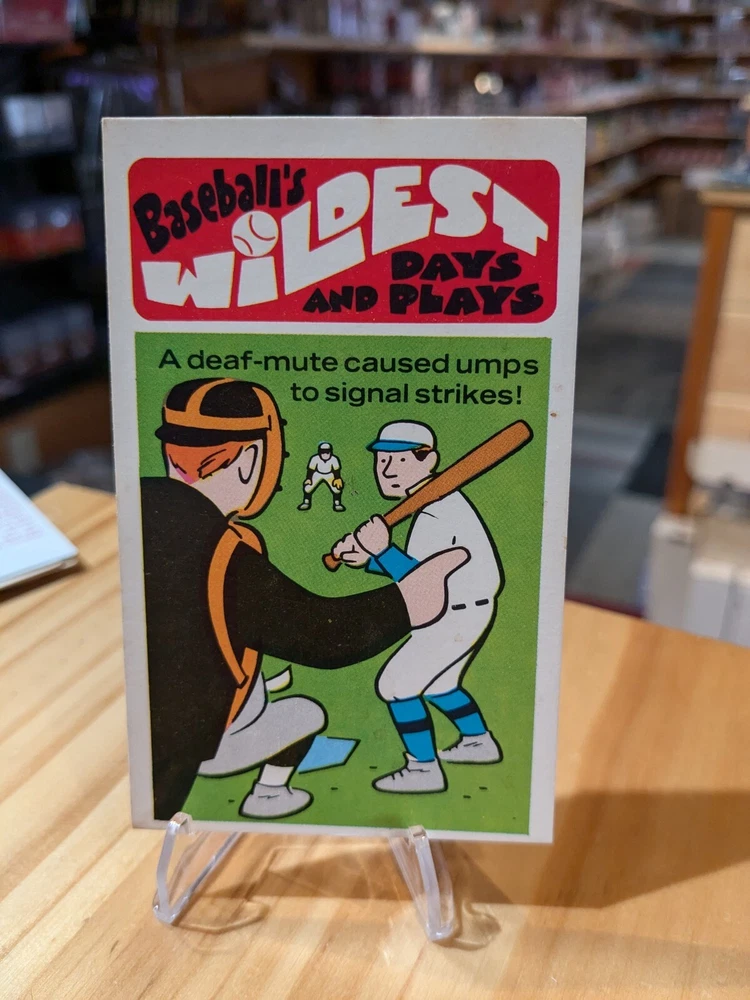 Baseball's
WiLDEST
DAYS
AND PLAYS
A deaf-mute caused umps
to signal strikes!